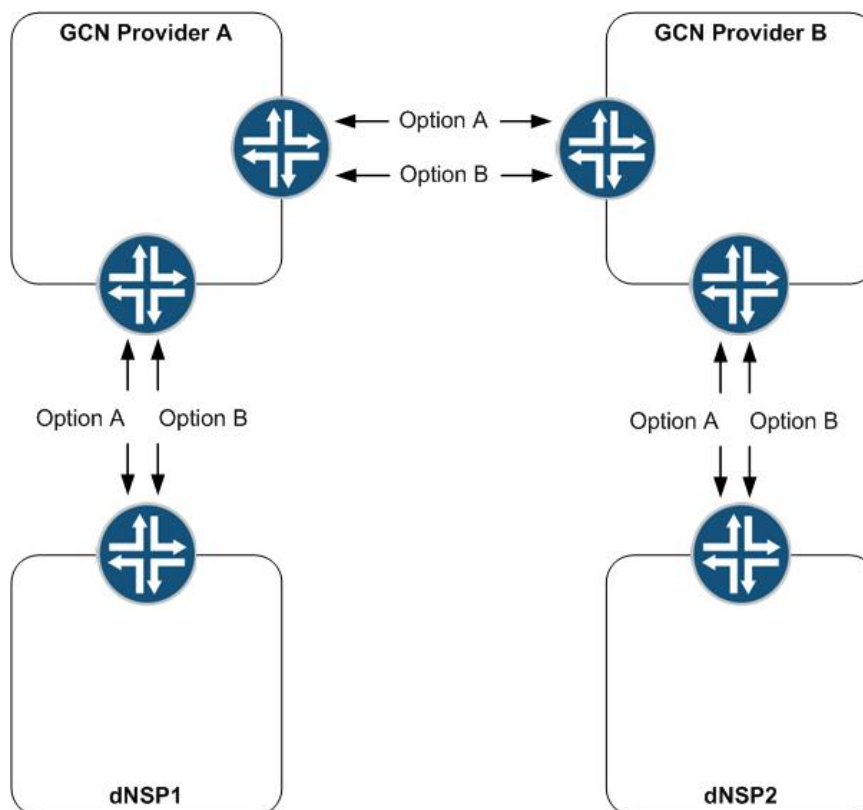 GCN Provider A
GCN Provider B
Option A
Option B
Option A Option B
Option A Option B
dNSP1
dNSP2